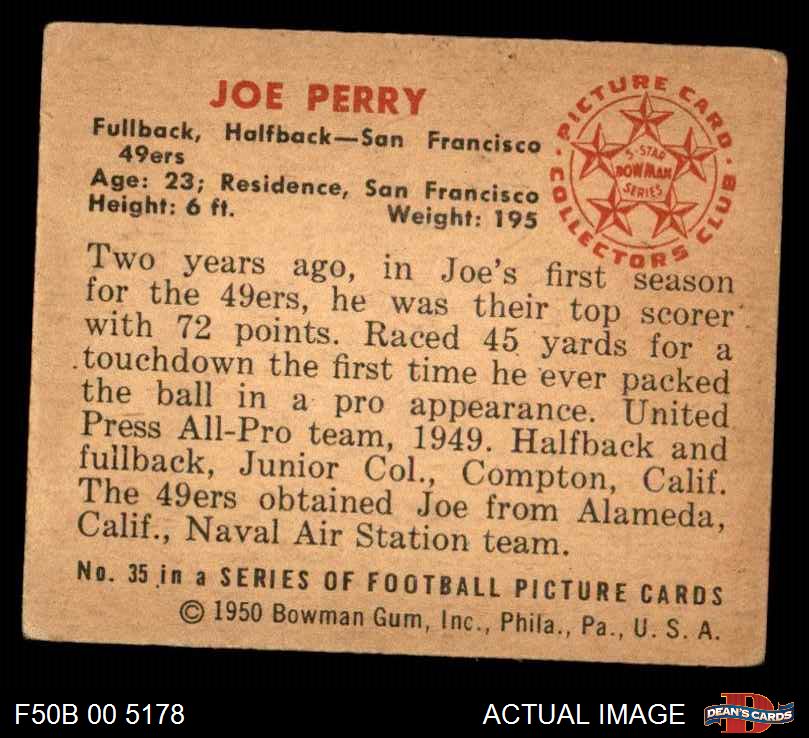 JOE PERRY
Fullback, Halfback—San Francisco
49ers
Age: 23; Residence, San Francisco
Height: 6 ft. Weight: 195
PICTURE CARD
COLLECTORS CLUB
5-STAR
BOWMAN
SERIES
Two years ago, in Joe's first season
for the 49ers, he was their top scorer
with 72 points. Raced 45 yards for a
touchdown the first time he ever packed
the ball in a pro appearance. United
Press All-Pro team, 1949. Halfback and
fullback, Junior Col., Compton, Calif.
The 49ers obtained Joe from Alameda,
Calif., Naval Air Station team.
No. 35 in a SERIES OF FOOTBALL PICTURE CARDS
© 1950 Bowman Gum, Inc., Phila., Pa., U. S. A.
F50B 00 5178 ACTUAL IMAGE
D
DEAN'S CARDS